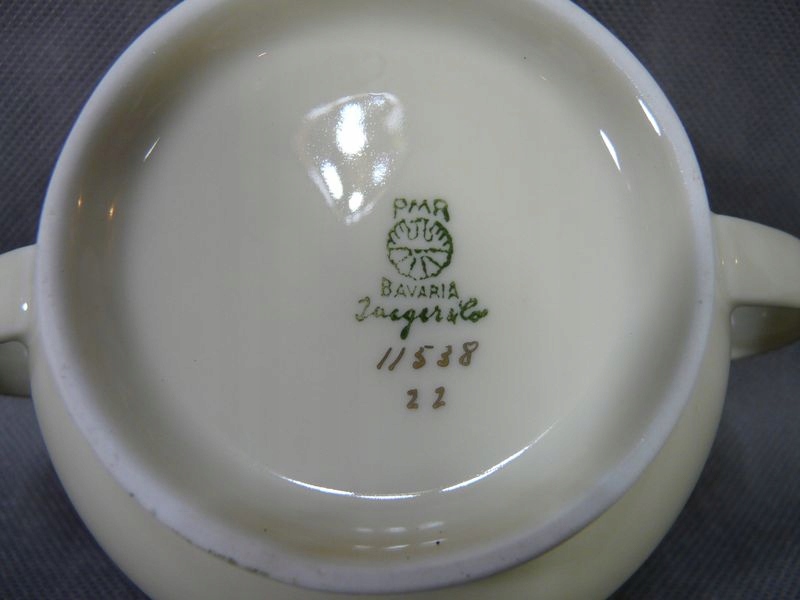 PMR
BAVARIA
Jaeger & Co
11538
22